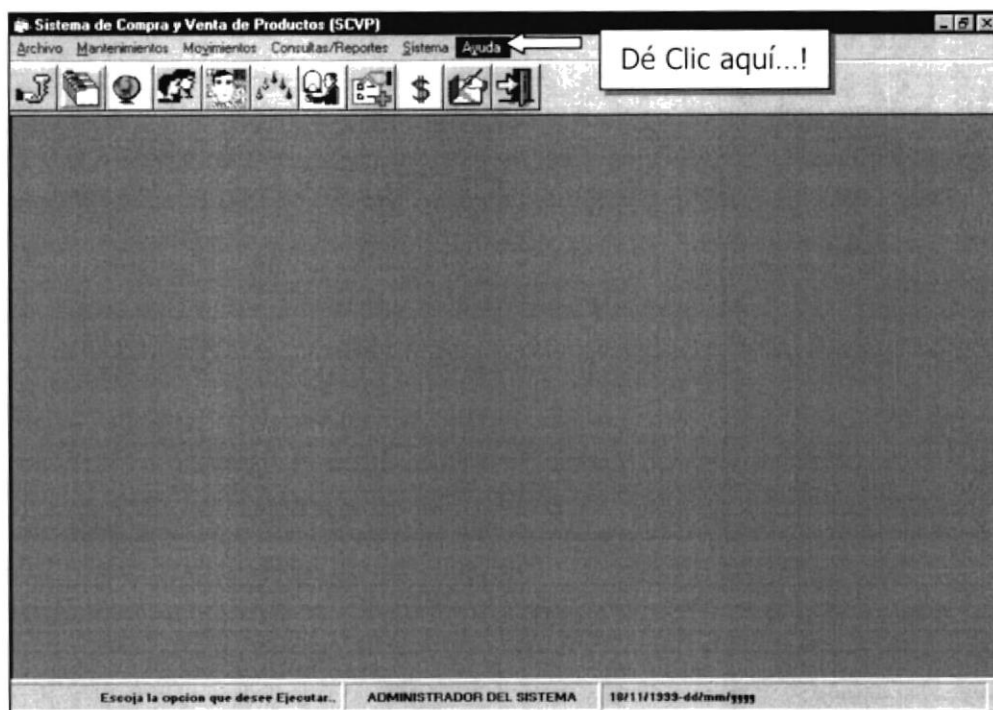 Sistema de Compra y Venta de Productos (SCVP)
Archivo Mantenimientos Movimientos Consultas/Reportes Sistema Ayuda
Dé Clic aquí...!
$
Escoja la opcion que desee Ejecutar.. ADMINISTRADOR DEL SISTEMA 18/11/1999-dd/mm/yyyy